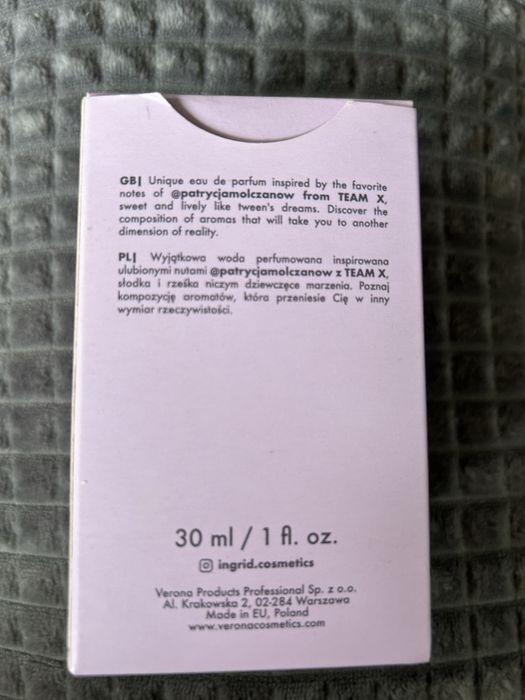 GB| Unique eau de parfum inspired by the favorite
notes of @patrycjamolczanow from TEAM X,
sweet and lively like tween's dreams. Discover the
composition of aromas that will take you to another
dimension of reality.
PL| Wyjątkowa woda perfumowana inspirowana
ulubionymi nutami @patrycjamolczanow z TEAM X,
słodka i rześka niczym dziewczęce marzenia. Poznaj
kompozycję aromatów, która przeniesie Cię w inny
wymiar rzeczywistości.
30 ml / 1 fl. oz.
ingrid.cosmetics
Verona Products Professional Sp. z o.o.
Al. Krakowska 2, 02-284 Warszawa
Made in EU, Poland
www.veronacosmetics.com